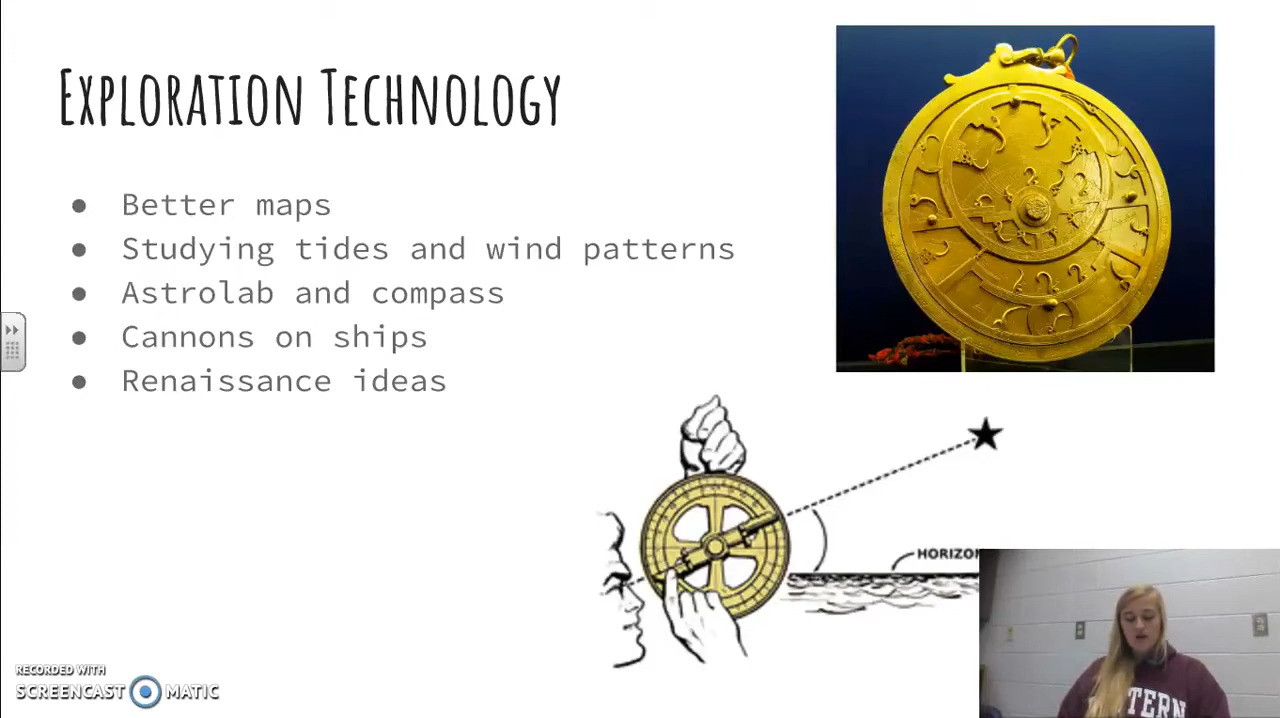 Exploration Technology
Better maps
Studying tides and wind patterns
Astrolab and compass
Cannons on ships
Renaissance ideas
RECORDED WITH
SCREENCAST MATIC